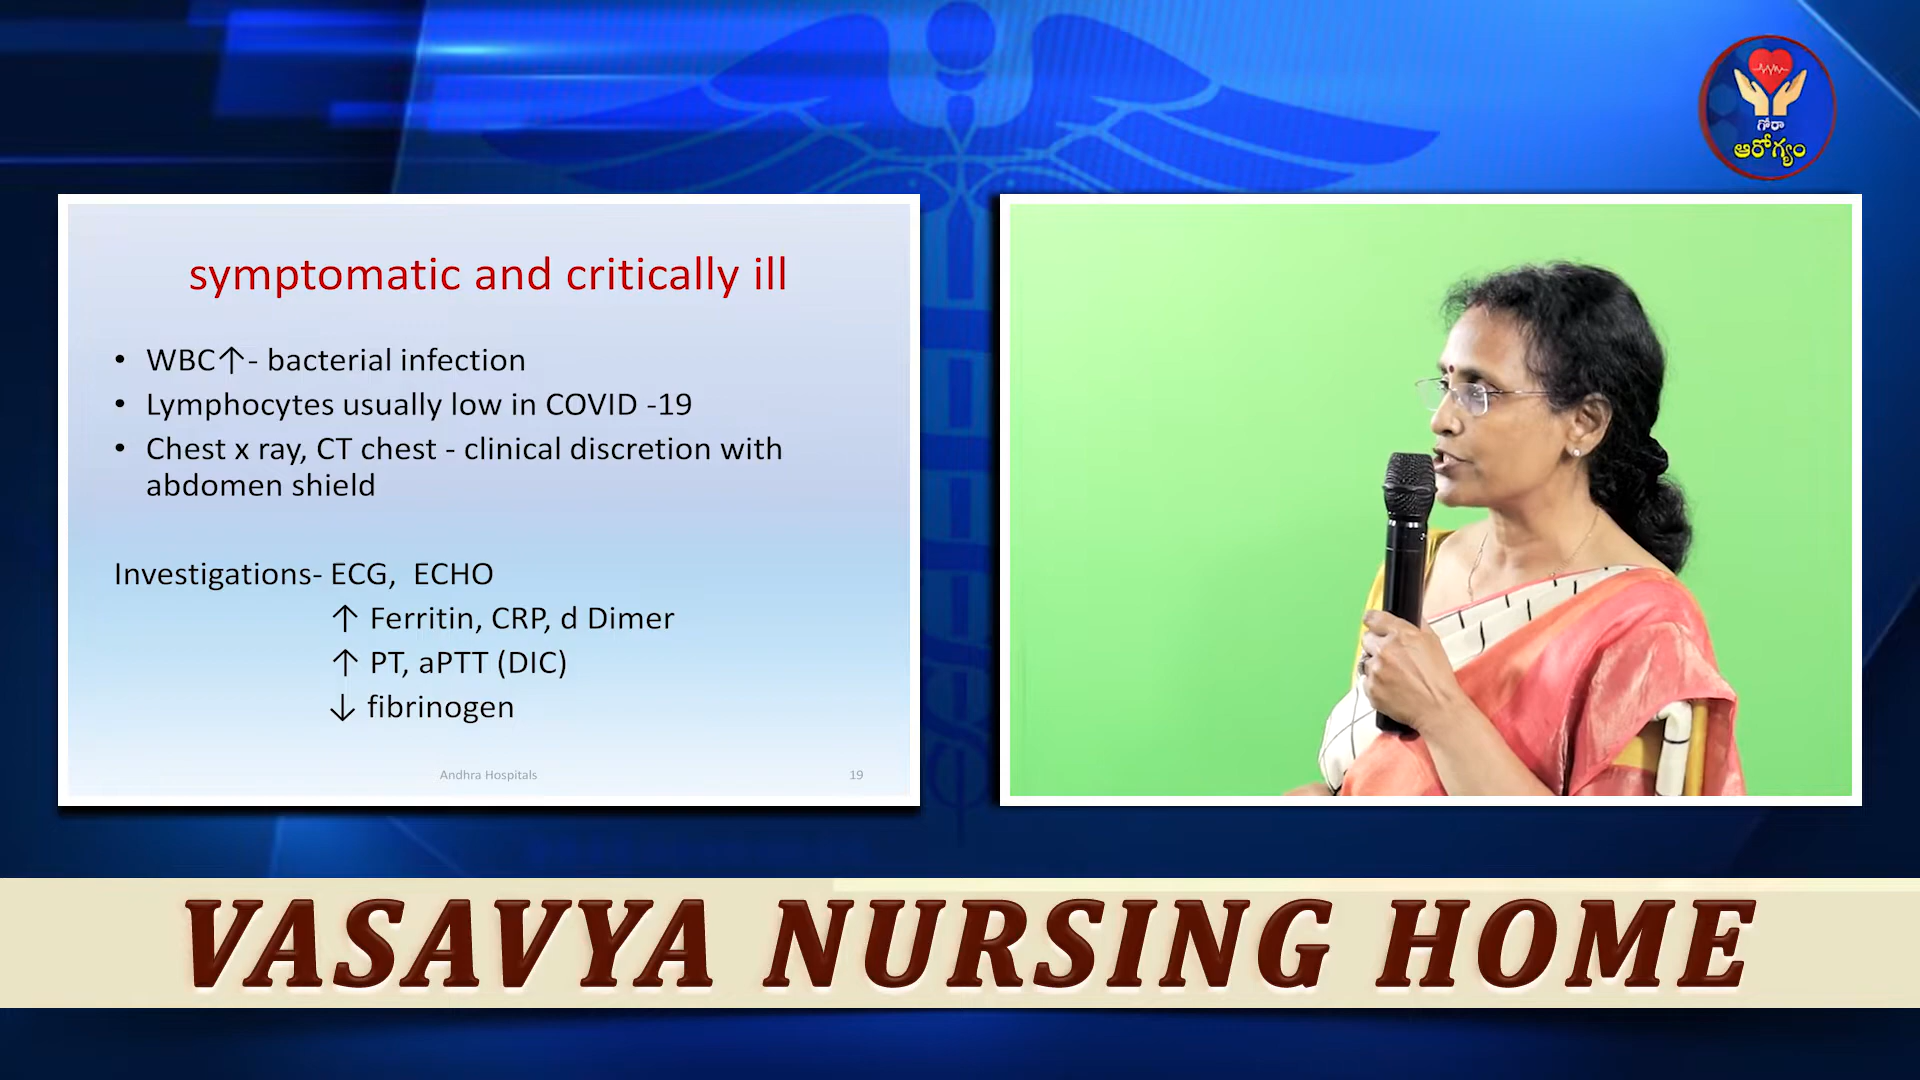 గోరా
ఆరోగ్యం
symptomatic and critically ill
• WBC↑- bacterial infection
• Lymphocytes usually low in COVID -19
• Chest x ray, CT chest - clinical discretion with
abdomen shield
Investigations- ECG, ECHO
↑ Ferritin, CRP, d Dimer
↑ PT, aPTT (DIC)
↓ fibrinogen
Andhra Hospitals
19
VASAVYA NURSING HOME